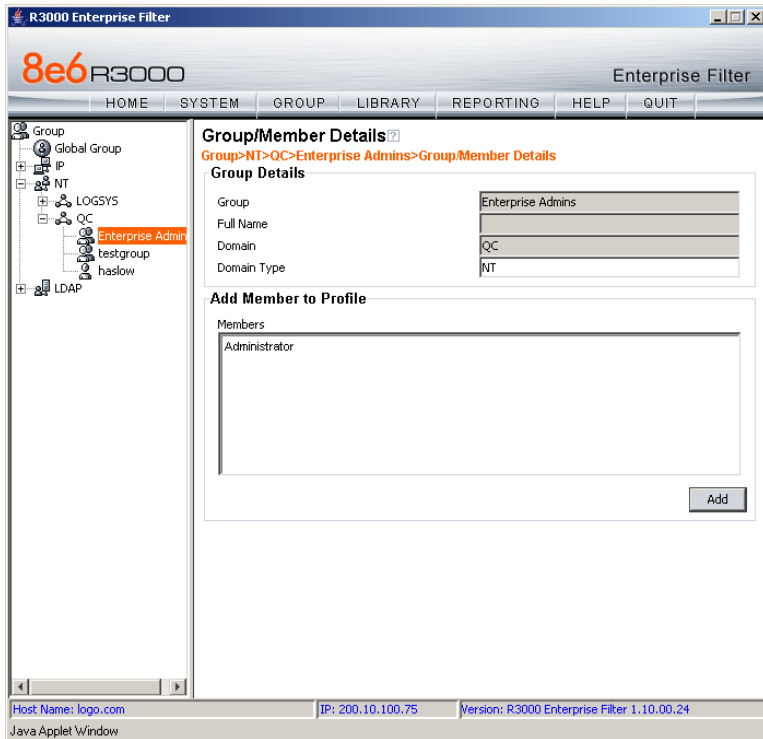 R3000 Enterprise Filter
8e6 R3000
Enterprise Filter
HOME SYSTEM GROUP LIBRARY REPORTING HELP QUIT
Group
Global Group
IP
NT
LOGSYS
QC
Enterprise Admin
testgroup
haslow
LDAP
Group/Member Details ?
Group>NT>QC>Enterprise Admins>Group/Member Details
Group Details
Group Enterprise Admins
Full Name
Domain QC
Domain Type NT
Add Member to Profile
Members
Administrator
Add
Host Name: logo.com IP: 200.10.100.75 Version: R3000 Enterprise Filter 1.10.00.24
Java Applet Window